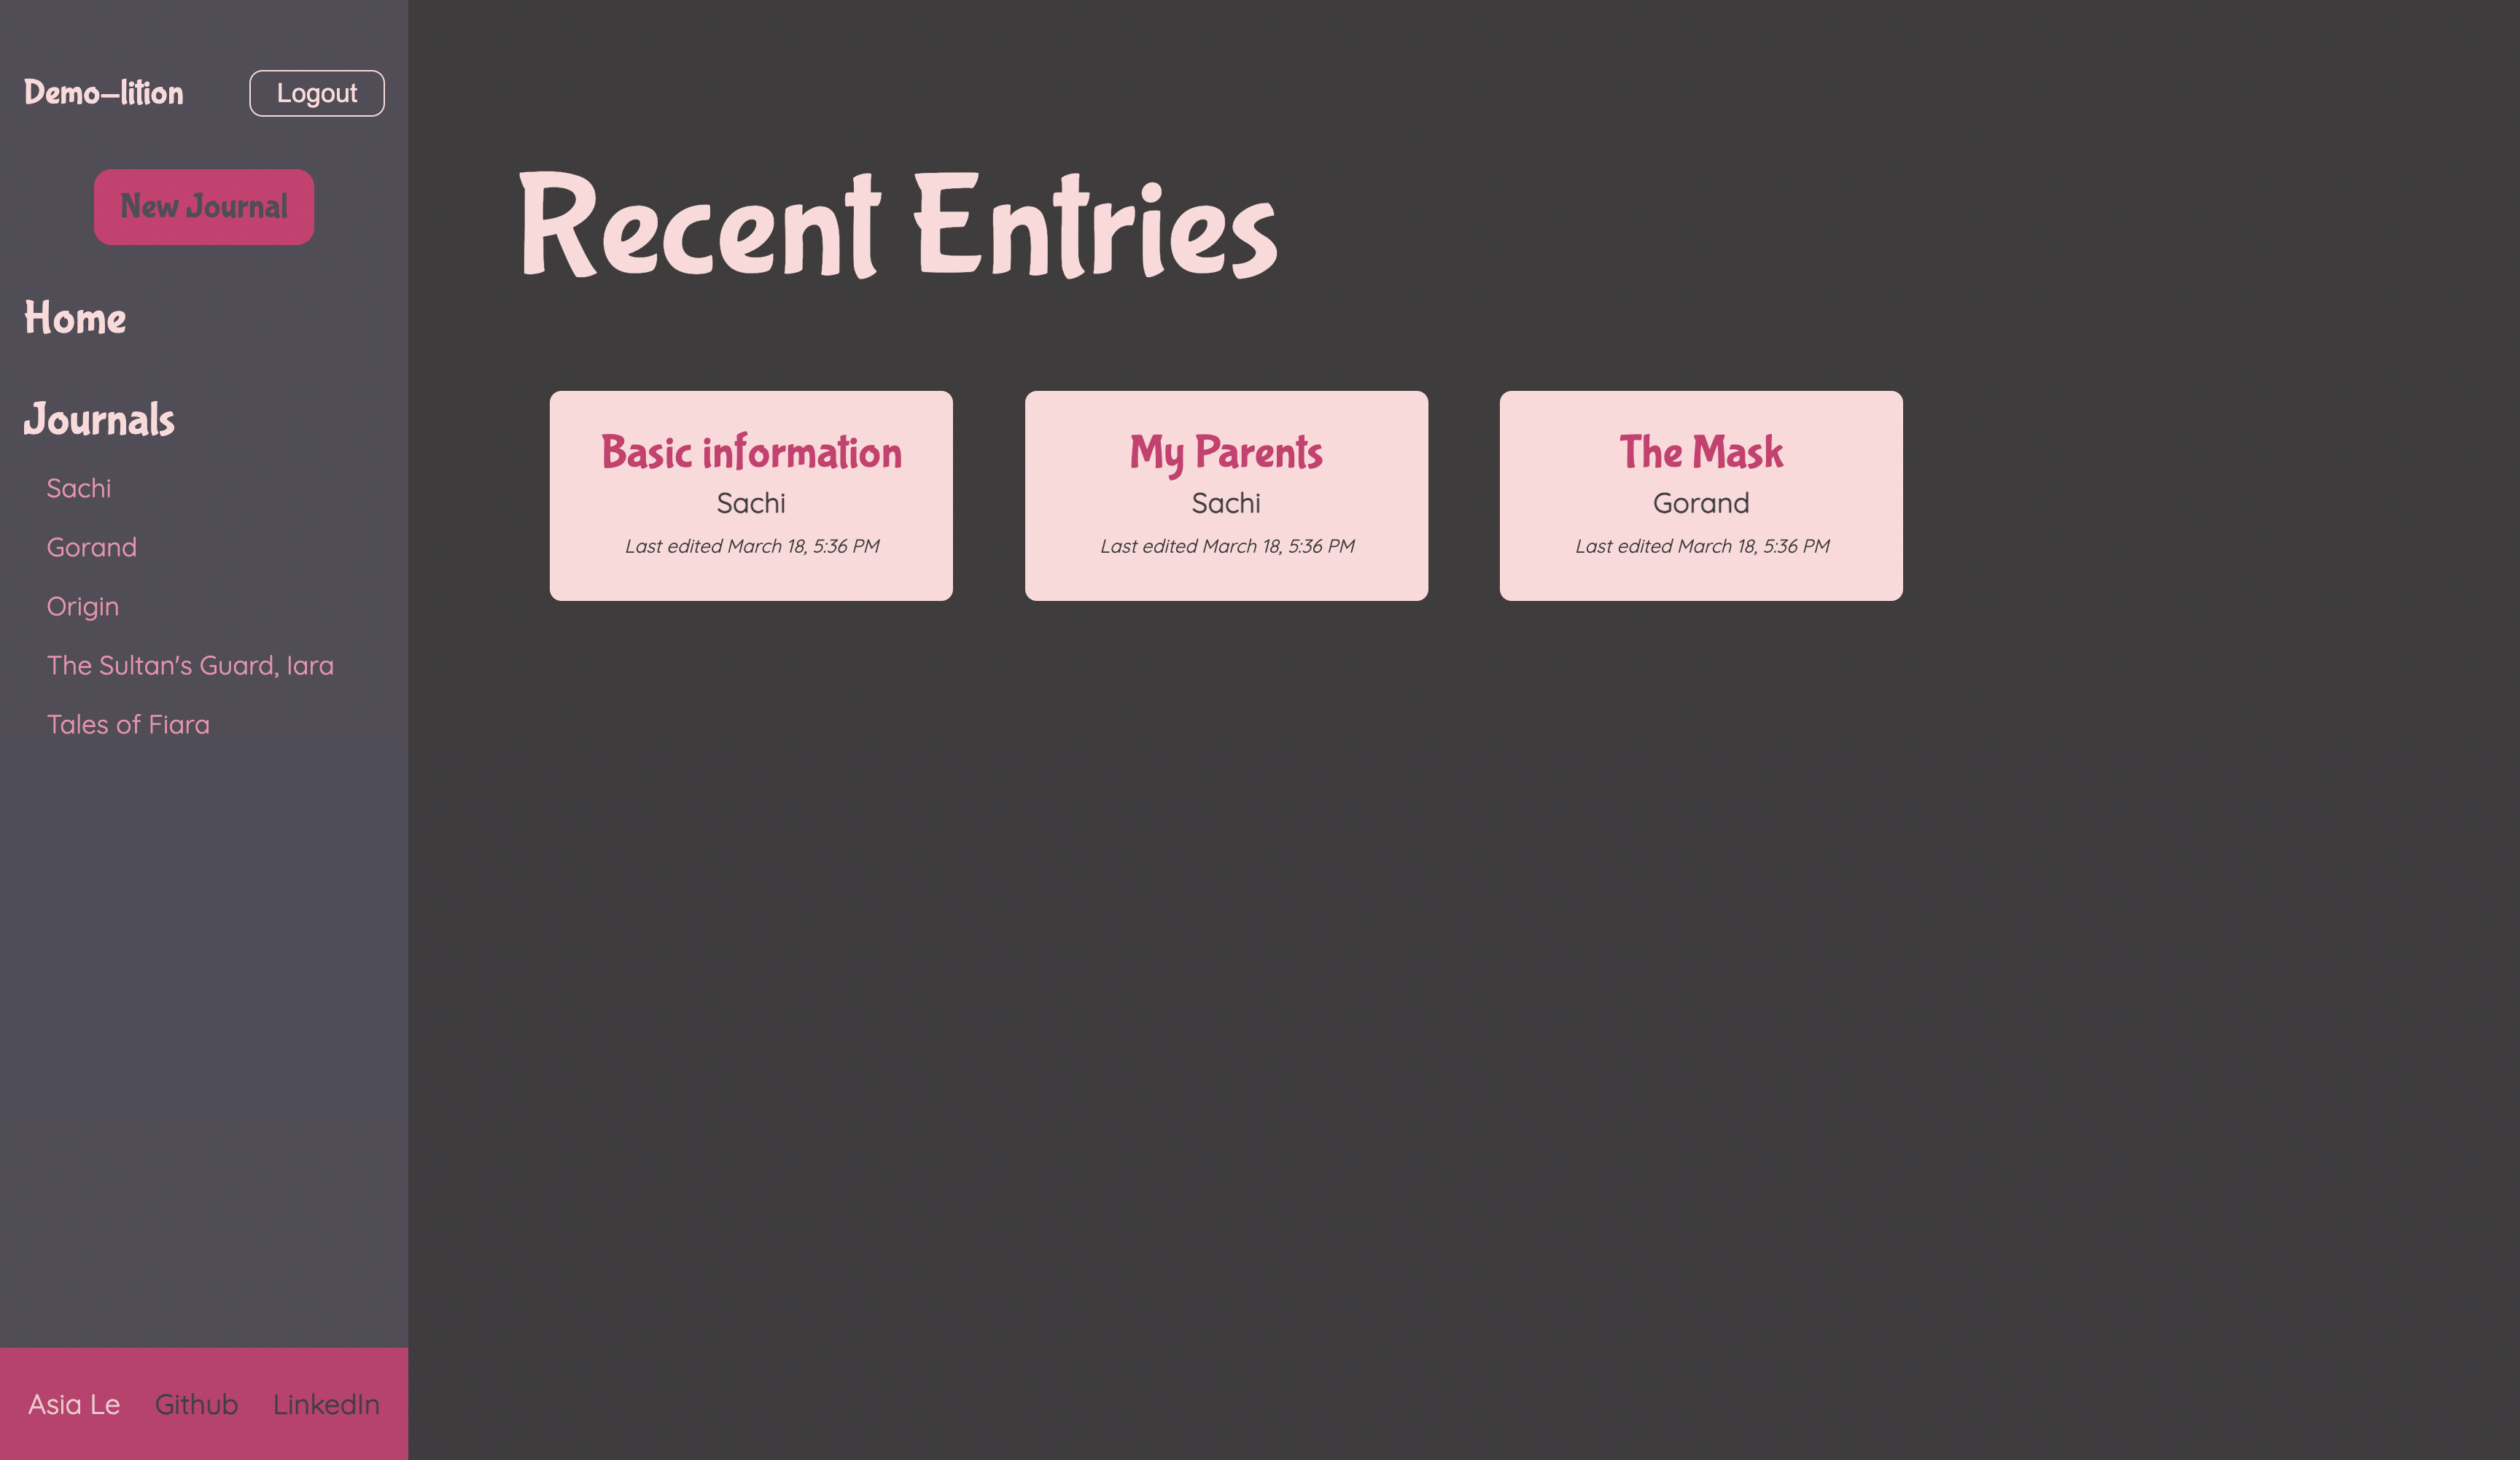 Demo-lition
Logout
New Journal
Home
Journals
Sachi
Gorand
Origin
The Sultan's Guard, Iara
Tales of Fiara
Asia Le Github LinkedIn
Recent Entries
Basic information
Sachi
Last edited March 18, 5:36 PM
My Parents
Sachi
Last edited March 18, 5:36 PM
The Mask
Gorand
Last edited March 18, 5:36 PM